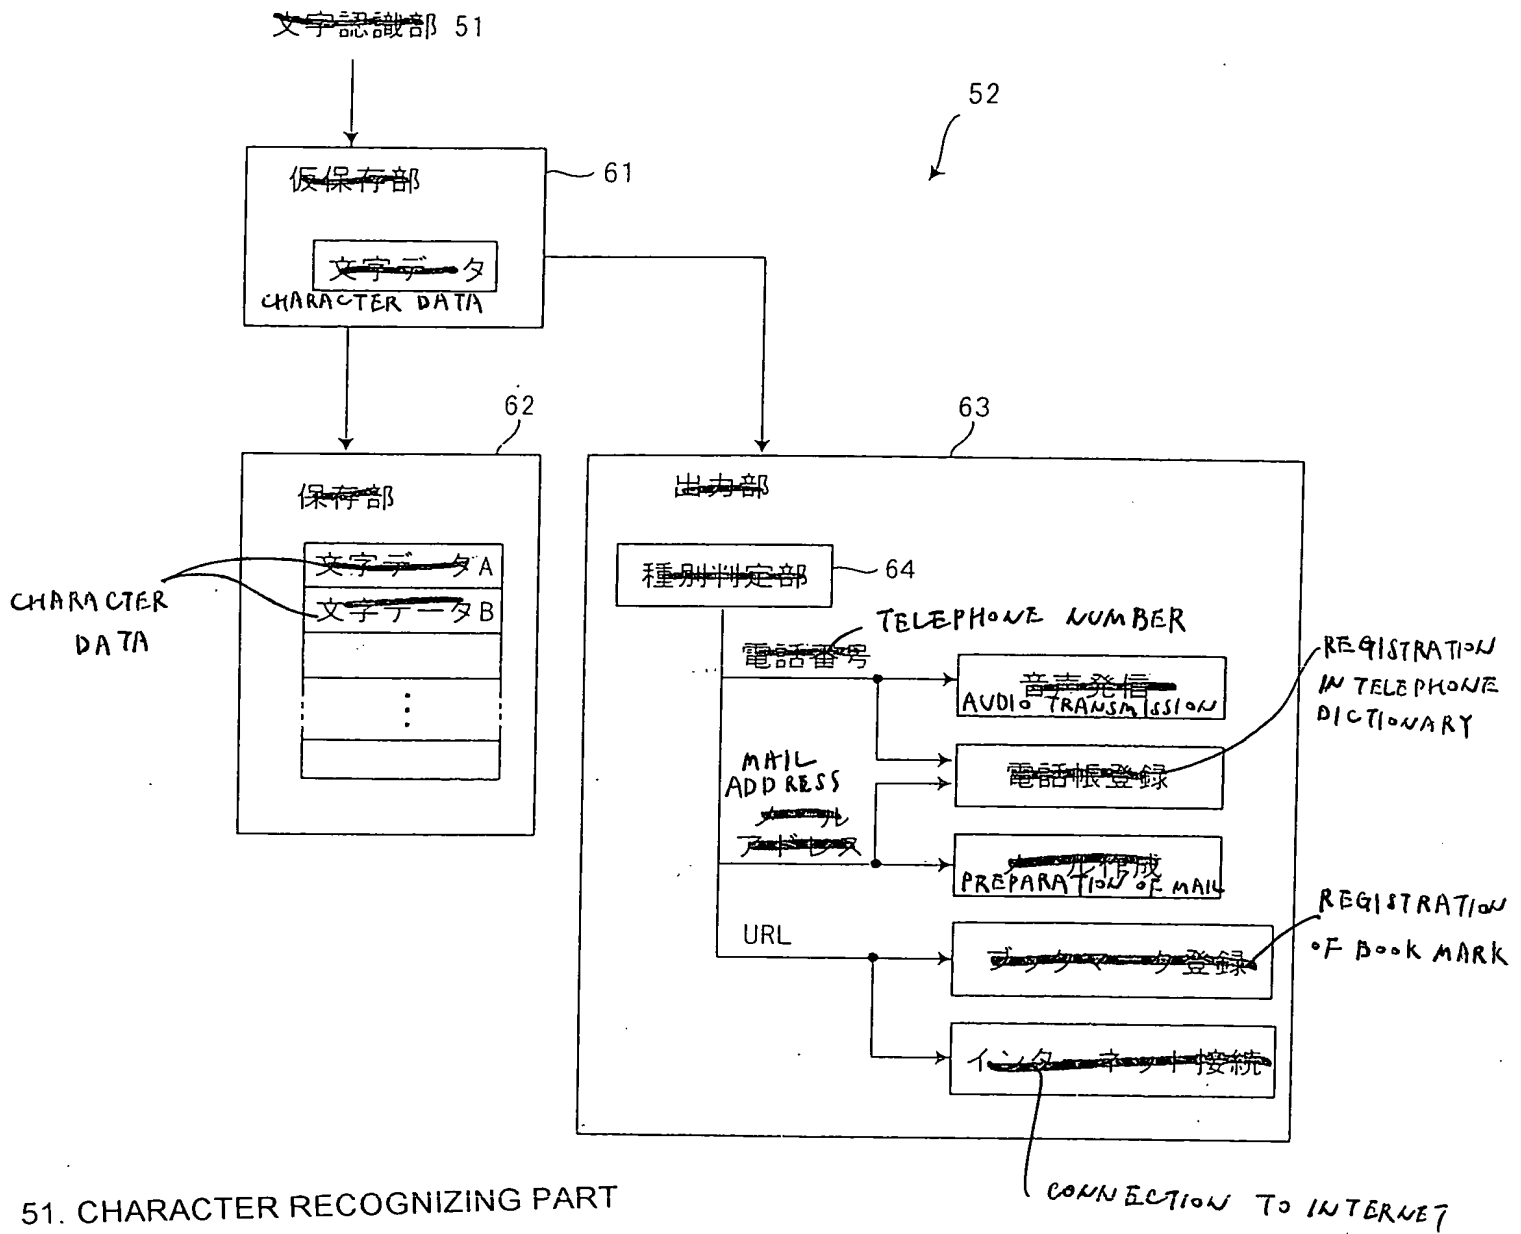 文字認識部 51
52
仮保存部
61
文字データ
CHARACTER DATA
62
63
保存部
文字データA
文字データB
CHARACTER
DATA
出力部
種別判定部
64
電話番号
TELEPHONE NUMBER
音声発信
AUDIO TRANSMISSION
REGISTRATION
IN TELEPHONE
DICTIONARY
電話帳登録
MAIL
ADDRESS
メール
アドレス
メール作成
PREPARATION OF MAIL
URL
ブックマーク登録
REGISTRATION
OF BOOK MARK
インターネット接続
CONNECTION TO INTERNET
51. CHARACTER RECOGNIZING PART